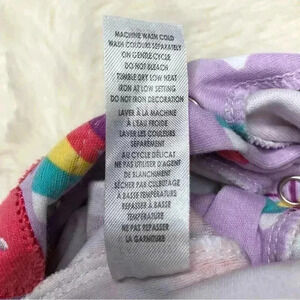 MACHINE WASH COLD
WASH COLOURS SEPARATELY
ON GENTLE CYCLE
DO NOT BLEACH
TUMBLE DRY LOW HEAT
IRON AT LOW SETTING
DO NOT IRON DECORATION
LAVER À LA MACHINE
À L'EAU FROIDE
LAVER LES COULEURS
SÉPARÉMENT
AU CYCLE DÉLICAT
NE PAS UTILISER D'AGENT
DE BLANCHIMENT
SÉCHER PAR CULBUTAGE
À BASSE TEMPÉRATURE
REPASSER À BASSE
TEMPÉRATURE
NE PAS REPASSER
LA GARNITURE